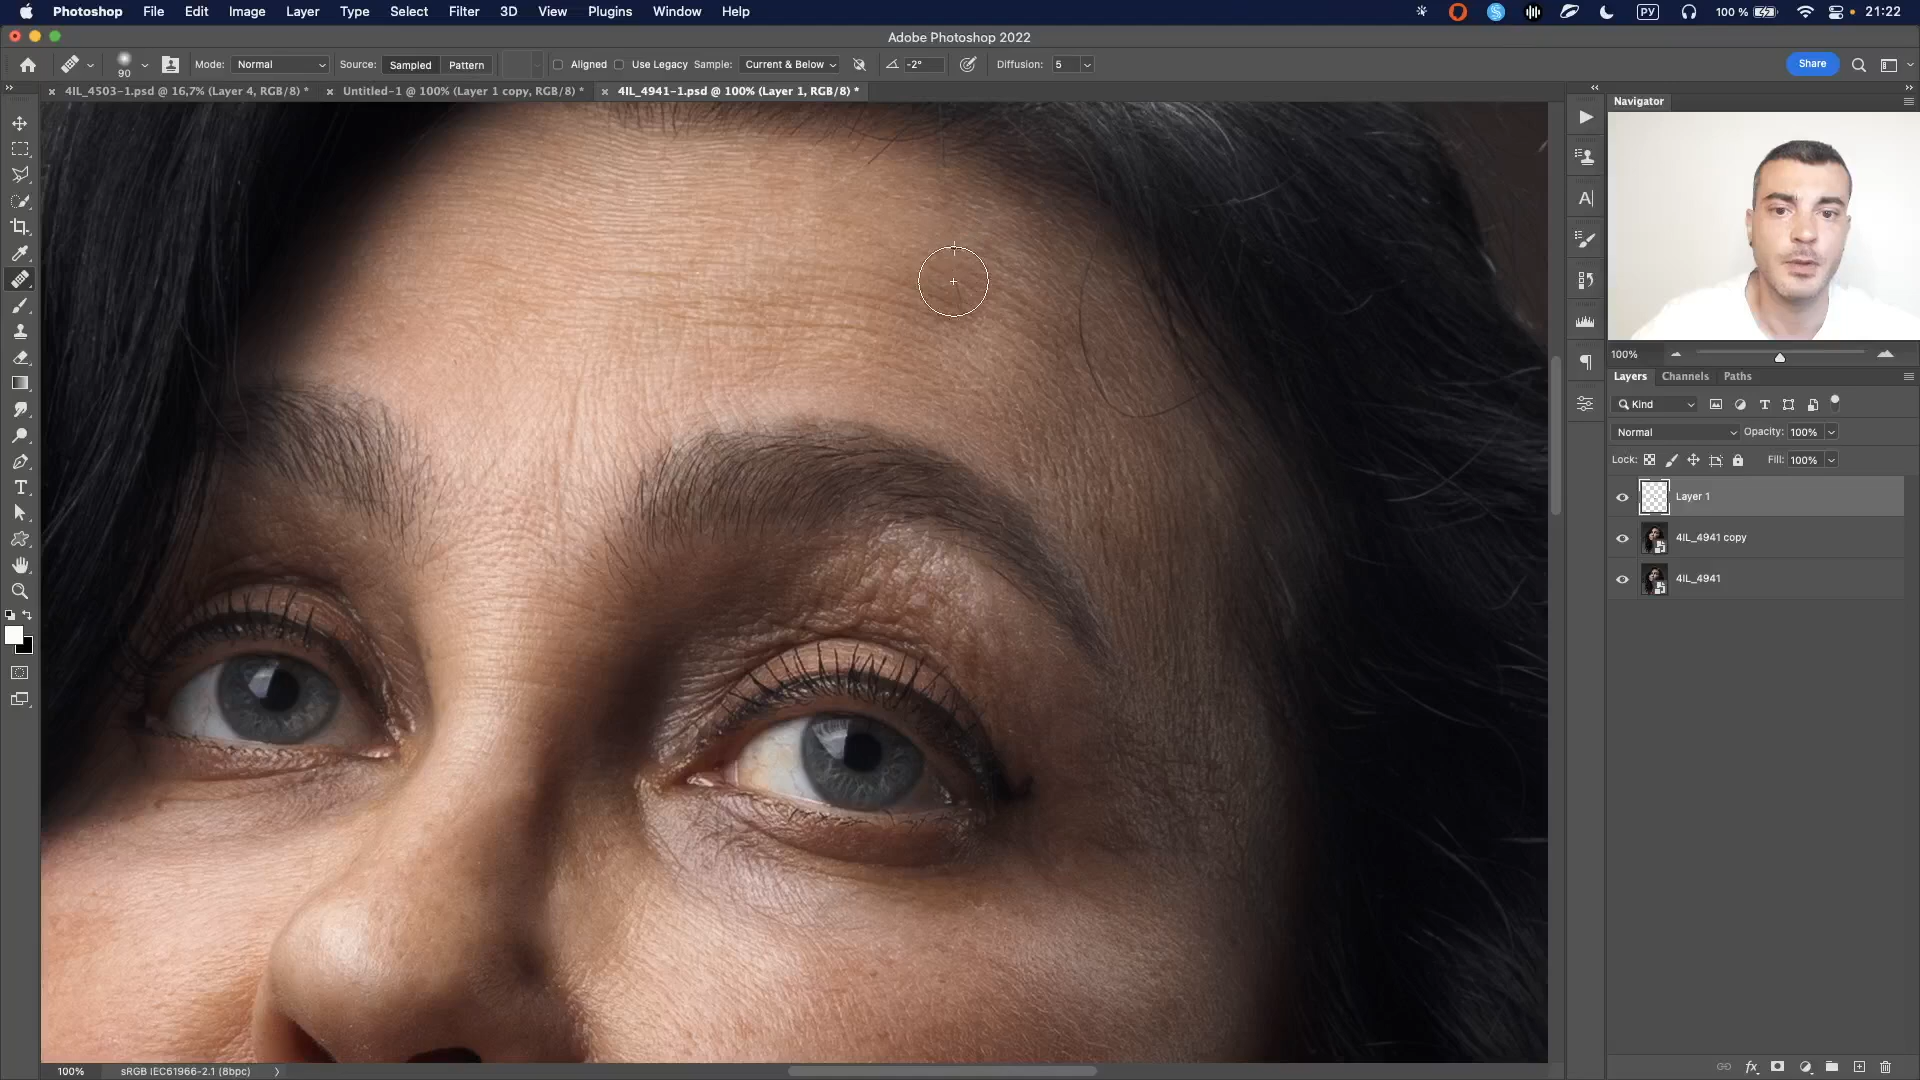 Photoshop File Edit Image Layer Type Select Filter 3D View Plugins Window Help РУ 100 % 21:22
Adobe Photoshop 2022
90 Mode: Normal Source: Sampled Pattern Aligned Use Legacy Sample: Current & Below -2° Diffusion: 5 Share
4IL_4503-1.psd @ 16,7% (Layer 4, RGB/8) * Untitled-1 @ 100% (Layer 1 copy, RGB/8) * 4IL_4941-1.psd @ 100% (Layer 1, RGB/8) *
Navigator
100%
Layers Channels Paths
Kind
Normal Opacity: 100%
Lock: Fill: 100%
Layer 1
4IL_4941 copy
4IL_4941
100% sRGB IEC61966-2.1 (8bpc)